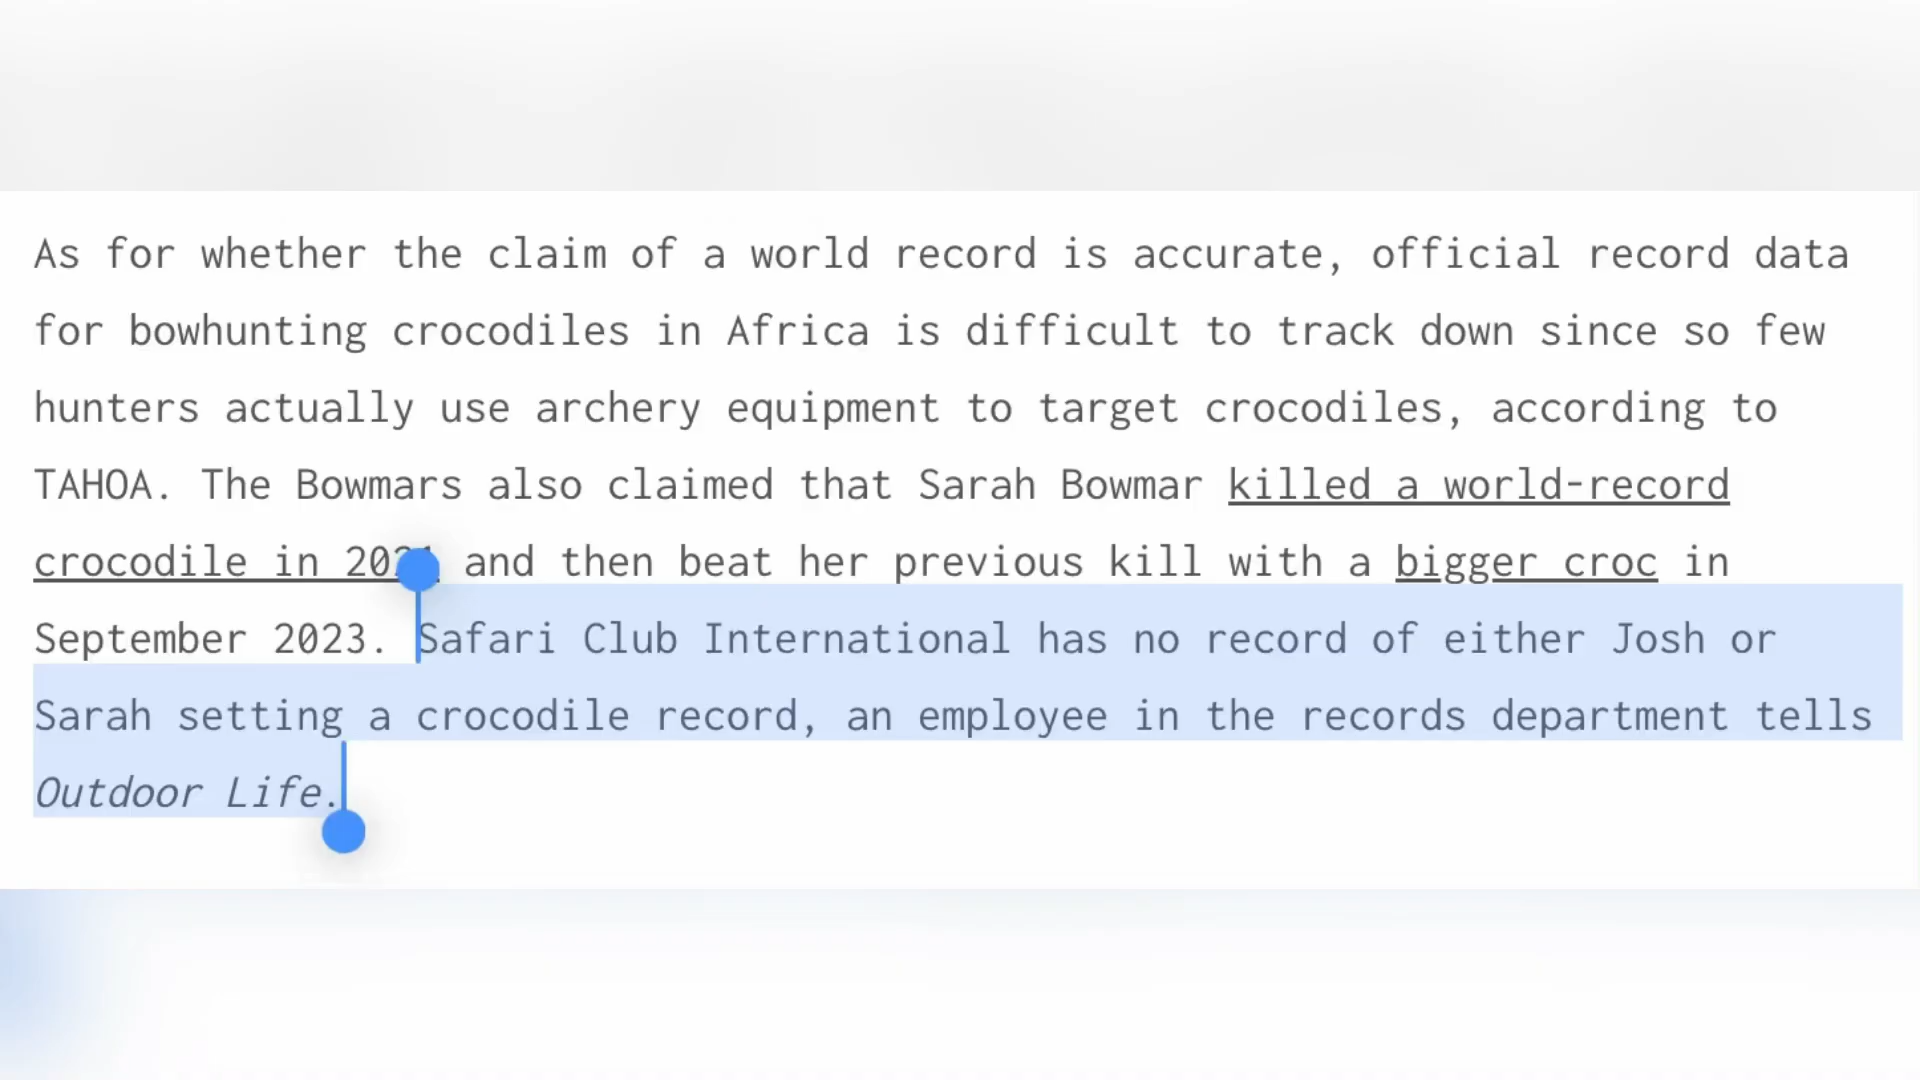 As for whether the claim of a world record is accurate, official record data
for bowhunting crocodiles in Africa is difficult to track down since so few
hunters actually use archery equipment to target crocodiles, according to
TAHOA. The Bowmars also claimed that Sarah Bowmar killed a world-record
crocodile in 2021 and then beat her previous kill with a bigger croc in
September 2023. Safari Club International has no record of either Josh or
Sarah setting a crocodile record, an employee in the records department tells
Outdoor Life.